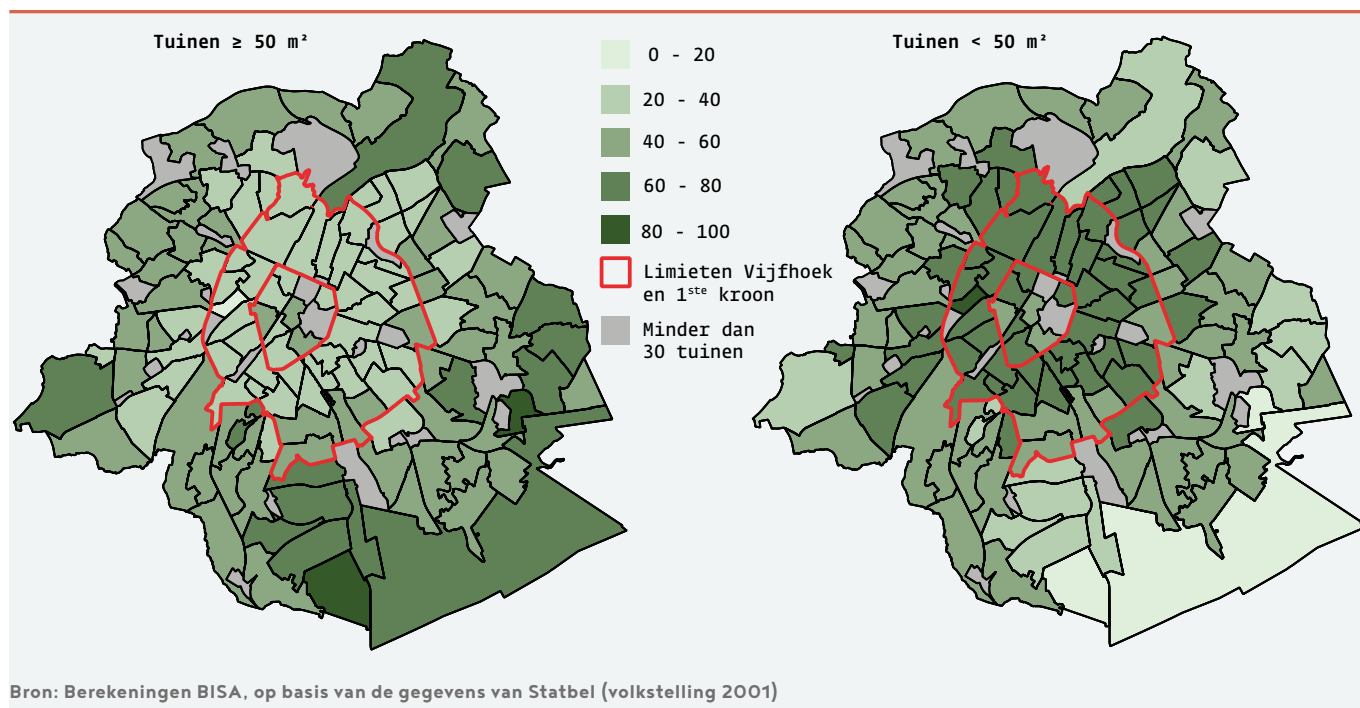 Tuinen ≥ 50 m²
0 - 20
20 - 40
40 - 60
60 - 80
80 - 100
Limieten Vijfhoek
en 1ste kroon
Minder dan
30 tuinen
Tuinen < 50 m²
Bron: Berekeningen BISA, op basis van de gegevens van Statbel (volkstelling 2001)